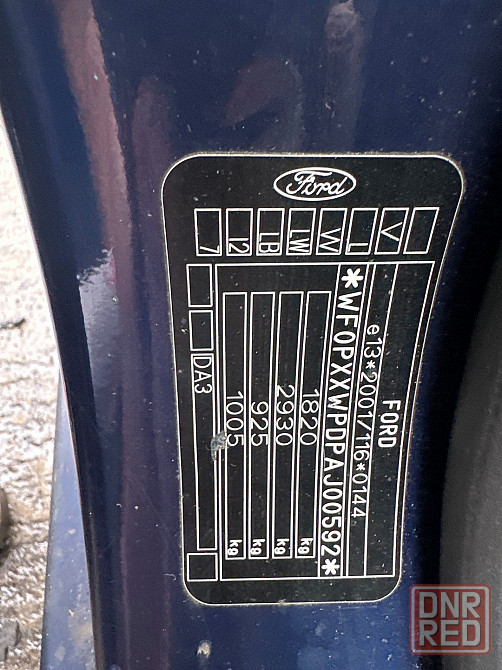 Ford
V
I
W
LW
LB
I2
7
FORD
e13*2001/116*0144
*WF0PXXWPDPAJ00592*
1820 kg
2930 kg
925 kg
1005 kg
DA3
DNR
RED